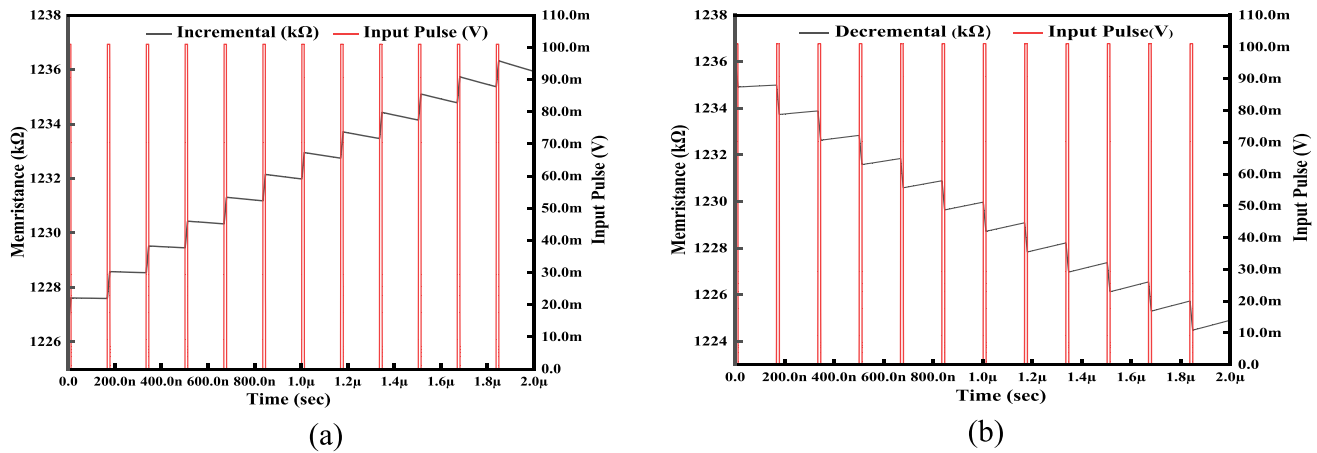 Incremental (kΩ) Input Pulse (V)
Memristance (kΩ)
1238
1236
1234
1232
1230
1228
1226
110.0m
100.0m
90.0m
80.0m
70.0m
60.0m
50.0m
40.0m
30.0m
20.0m
10.0m
0.0
Input Pulse (V)
0.0 200.0n 400.0n 600.0n 800.0n 1.0μ 1.2μ 1.4μ 1.6μ 1.8μ 2.0μ
Time (sec)
(a)
Decremental (kΩ) Input Pulse(V)
Memristance (kΩ)
1238
1236
1234
1232
1230
1228
1226
1224
110.0m
100.0m
90.0m
80.0m
70.0m
60.0m
50.0m
40.0m
30.0m
20.0m
10.0m
0.0
Input Pulse (V)
0.0 200.0n 400.0n 600.0n 800.0n 1.0μ 1.2μ 1.4μ 1.6μ 1.8μ 2.0μ
Time (sec)
(b)